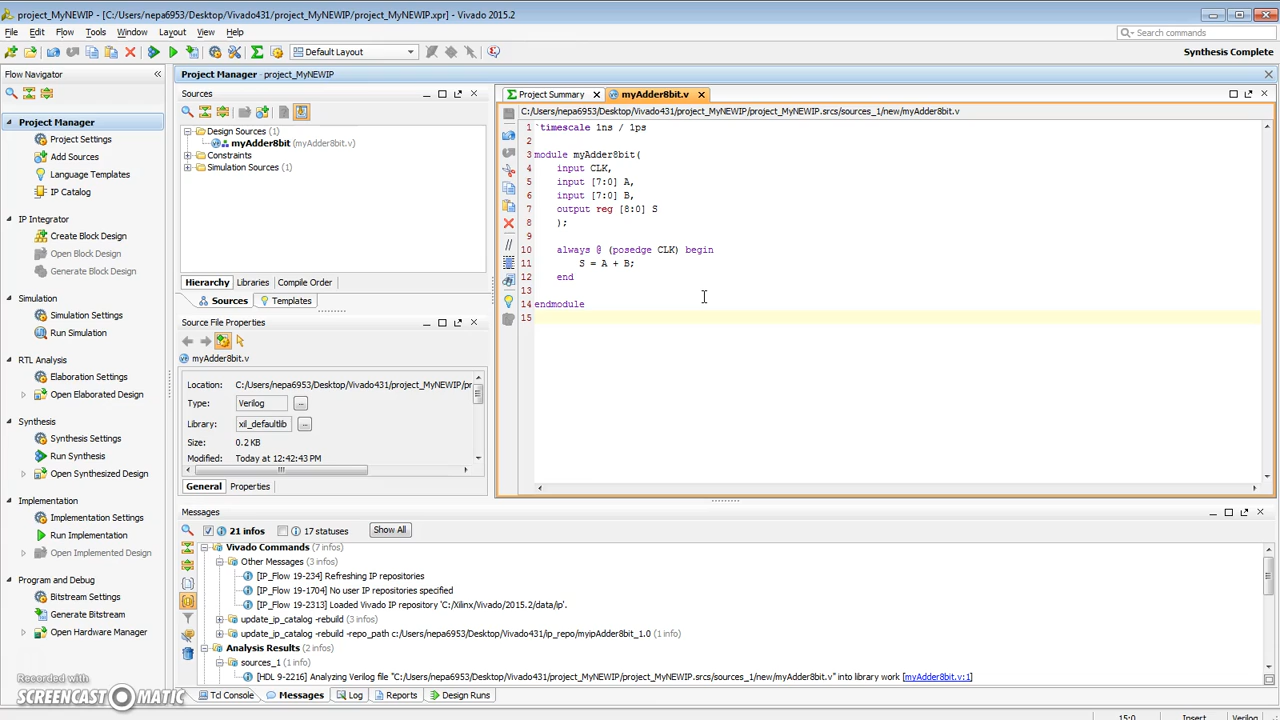 project_MyNEWIP - [C:/Users/nepa6953/Desktop/Vivado431/project_MyNEWIP/project_MyNEWIP.xpr] - Vivado 2015.2
File Edit Flow Tools Window Layout View Help
Search commands
Default Layout
Synthesis Complete
Flow Navigator
Project Manager
Project Settings
Add Sources
Language Templates
IP Catalog
IP Integrator
Create Block Design
Open Block Design
Generate Block Design
Simulation
Simulation Settings
Run Simulation
RTL Analysis
Elaboration Settings
Open Elaborated Design
Synthesis
Synthesis Settings
Run Synthesis
Open Synthesized Design
Implementation
Implementation Settings
Run Implementation
Open Implemented Design
Program and Debug
Bitstream Settings
Generate Bitstream
Open Hardware Manager
Project Manager - project_MyNEWIP
Sources
Design Sources (1)
myAdder8bit (myAdder8bit.v)
Constraints
Simulation Sources (1)
Hierarchy Libraries Compile Order
Sources Templates
Source File Properties
myAdder8bit.v
Location: C:/Users/nepa6953/Desktop/Vivado431/project_MyNEWIP/pr
Type: Verilog ...
Library: xil_defaultlib ...
Size: 0.2 KB
Modified: Today at 12:42:43 PM
General Properties
Project Summary myAdder8bit.v
C:/Users/nepa6953/Desktop/Vivado431/project_MyNEWIP/project_MyNEWIP.srcs/sources_1/new/myAdder8bit.v
1 `timescale 1ns / 1ps
2
3 module myAdder8bit(
4 input CLK,
5 input [7:0] A,
6 input [7:0] B,
7 output reg [8:0] S
8 );
9
10 always @ (posedge CLK) begin
11 S = A + B;
12 end
13
14 endmodule
15
Messages
21 infos 17 statuses Show All
Vivado Commands (7 infos)
Other Messages (3 infos)
[IP_Flow 19-234] Refreshing IP repositories
[IP_Flow 19-1704] No user IP repositories specified
[IP_Flow 19-2313] Loaded Vivado IP repository 'C:/Xilinx/Vivado/2015.2/data/ip'.
update_ip_catalog -rebuild (3 infos)
update_ip_catalog -rebuild -repo_path c:/Users/nepa6953/Desktop/Vivado431/ip_repo/myipAdder8bit_1.0 (1 info)
Analysis Results (2 infos)
sources_1 (1 info)
[HDL 9-2216] Analyzing Verilog file "C:/Users/nepa6953/Desktop/Vivado431/project_MyNEWIP/project_MyNEWIP.srcs/sources_1/new/myAdder8bit.v" into library work [myAdder8bit.v:1]
Tcl Console Messages Log Reports Design Runs
15:0 Insert Verilog
Recorded with
SCREENCAST MATIC